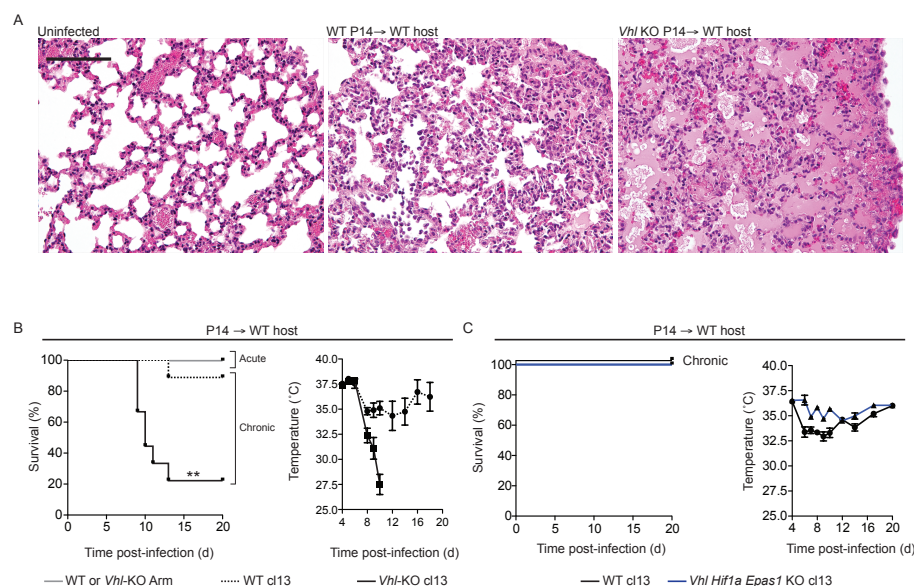 A
Uninfected
WT P14→ WT host
Vhl KO P14→ WT host
B
P14 → WT host
100
80
60
40
20
0
5
10
15
20
Survival (%)
Time post-infection (d)
**
Acute
Chronic
40.0
37.5
35.0
32.5
30.0
27.5
25.0
4
8
12
16
20
Temperature (˚C)
Time post-infection (d)
WT or Vhl-KO Arm
WT cl13
Vhl-KO cl13
C
P14 → WT host
100
80
60
40
20
0
0
5
10
15
20
Survival (%)
Time post-infection (d)
Chronic
40.0
37.5
35.0
32.5
30.0
27.5
25.0
4
8
12
16
20
Temperature (˚C)
Time post-infection (d)
WT cl13
Vhl Hif1a Epas1 KO cl13